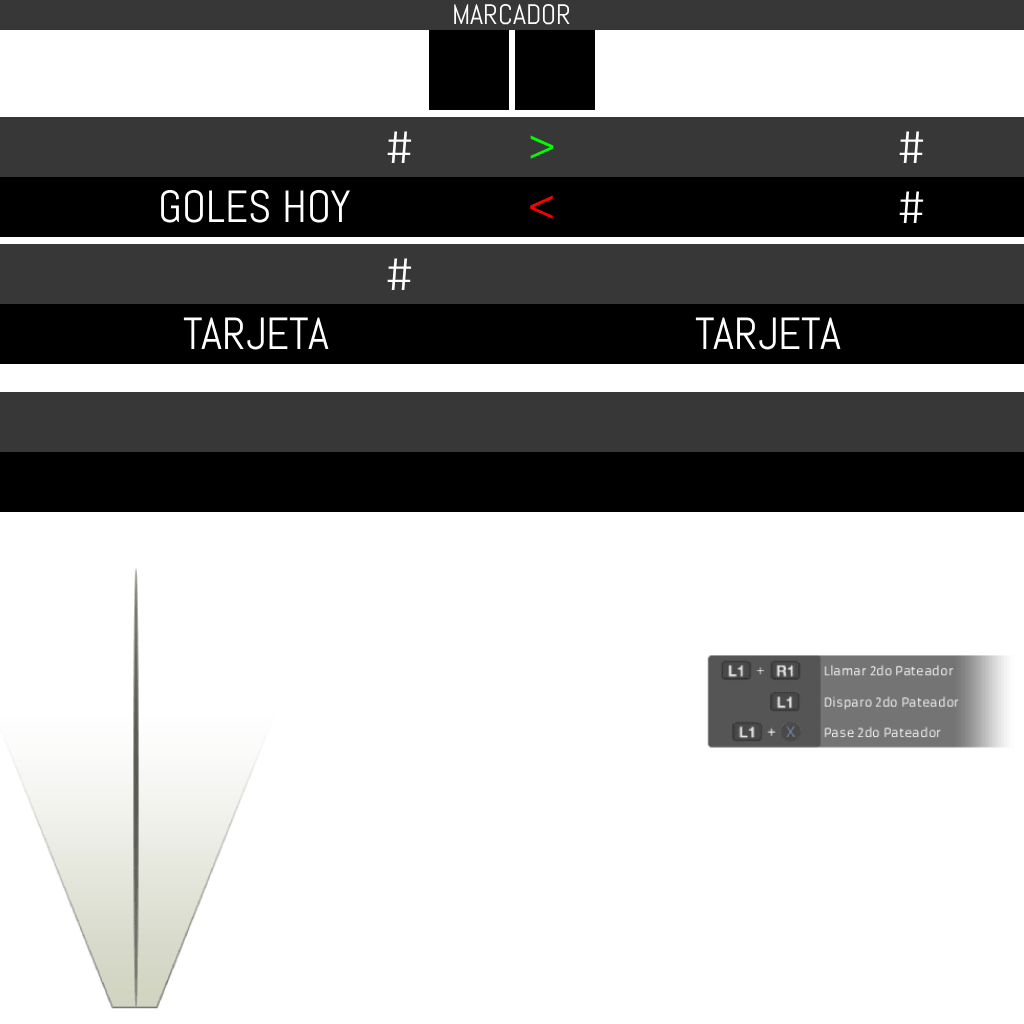 MARCADOR
# > #
GOLES HOY < #
#
TARJETA TARJETA
L1 + R1 Llamar 2do Pateador
L1 Disparo 2do Pateador
L1 + X Pase 2do Pateador